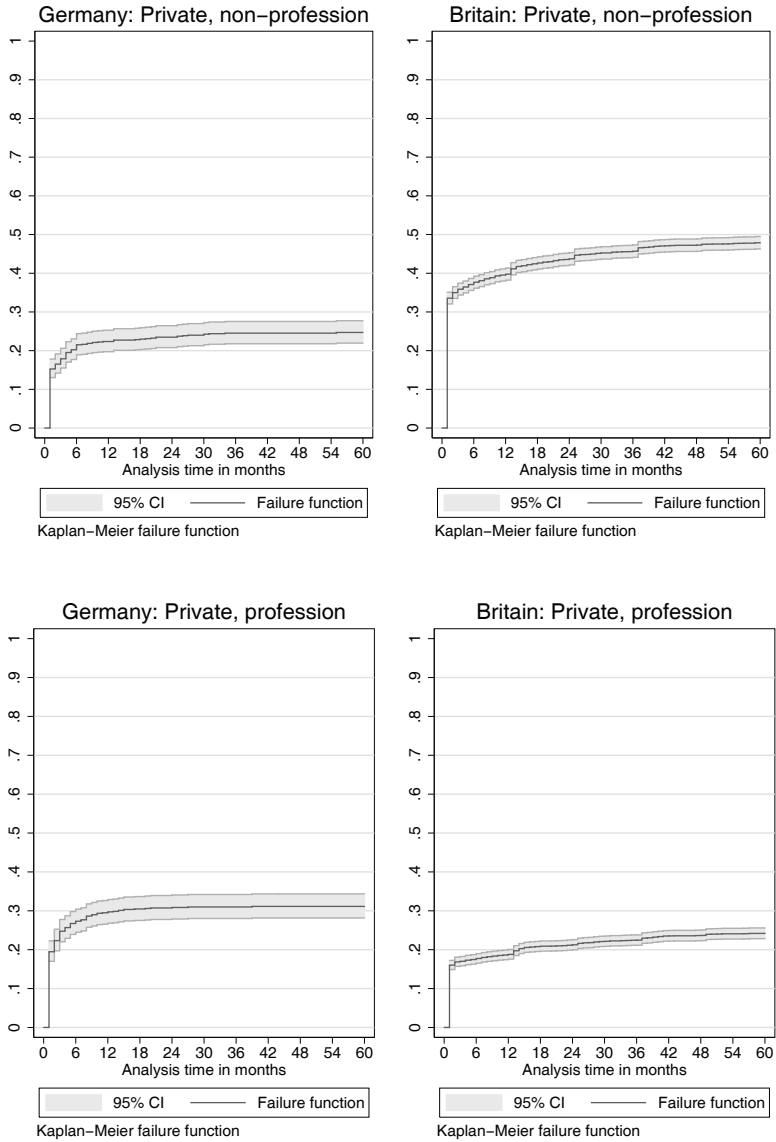 Germany: Private, non−profession
1
.9
.8
.7
.6
.5
.4
.3
.2
.1
0
0 6 12 18 24 30 36 42 48 54 60
Analysis time in months
95% CI Failure function
Kaplan−Meier failure function
Britain: Private, non−profession
1
.9
.8
.7
.6
.5
.4
.3
.2
.1
0
0 6 12 18 24 30 36 42 48 54 60
Analysis time in months
95% CI Failure function
Kaplan−Meier failure function
Germany: Private, profession
1
.9
.8
.7
.6
.5
.4
.3
.2
.1
0
0 6 12 18 24 30 36 42 48 54 60
Analysis time in months
95% CI Failure function
Kaplan−Meier failure function
Britain: Private, profession
1
.9
.8
.7
.6
.5
.4
.3
.2
.1
0
0 6 12 18 24 30 36 42 48 54 60
Analysis time in months
95% CI Failure function
Kaplan−Meier failure function